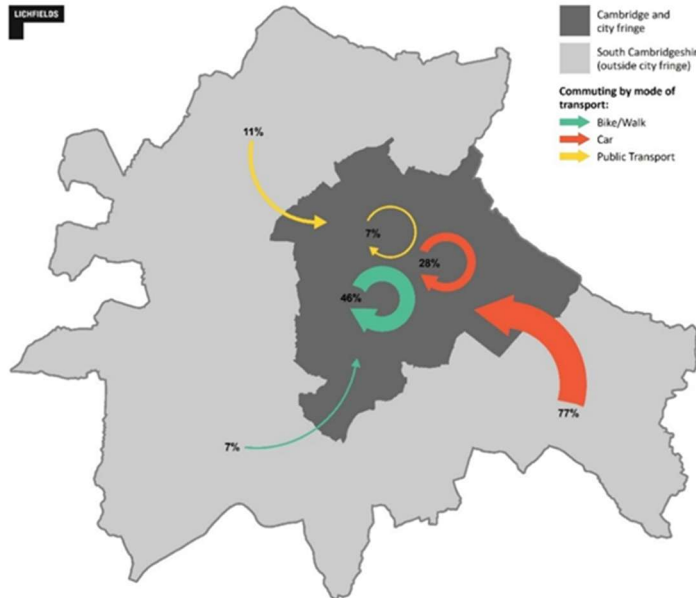 LICHFIELDS
Cambridge and
city fringe
South Cambridgeshire
(outside city fringe)
Commuting by mode of
transport:
Bike/Walk
Car
Public Transport
11%
7%
28%
46%
77%
7%